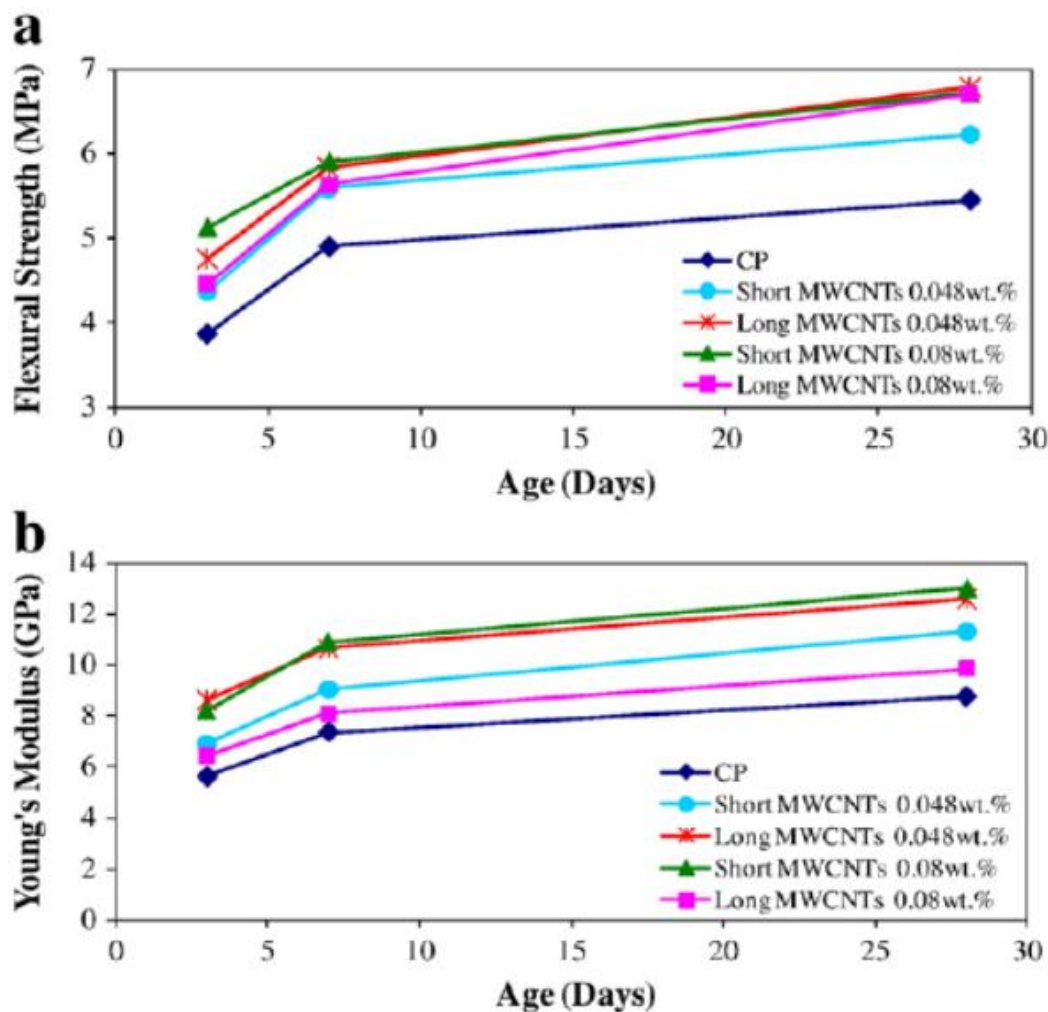 a
Flexural Strength (MPa)
7
6
5
4
3
CP
Short MWCNTs 0.048wt.%
Long MWCNTs 0.048wt.%
Short MWCNTs 0.08wt.%
Long MWCNTs 0.08wt.%
0 5 10 15 20 25 30
Age (Days)
b
Young's Modulus (GPa)
14
12
10
8
6
4
2
0
CP
Short MWCNTs 0.048wt.%
Long MWCNTs 0.048wt.%
Short MWCNTs 0.08wt.%
Long MWCNTs 0.08wt.%
0 5 10 15 20 25 30
Age (Days)